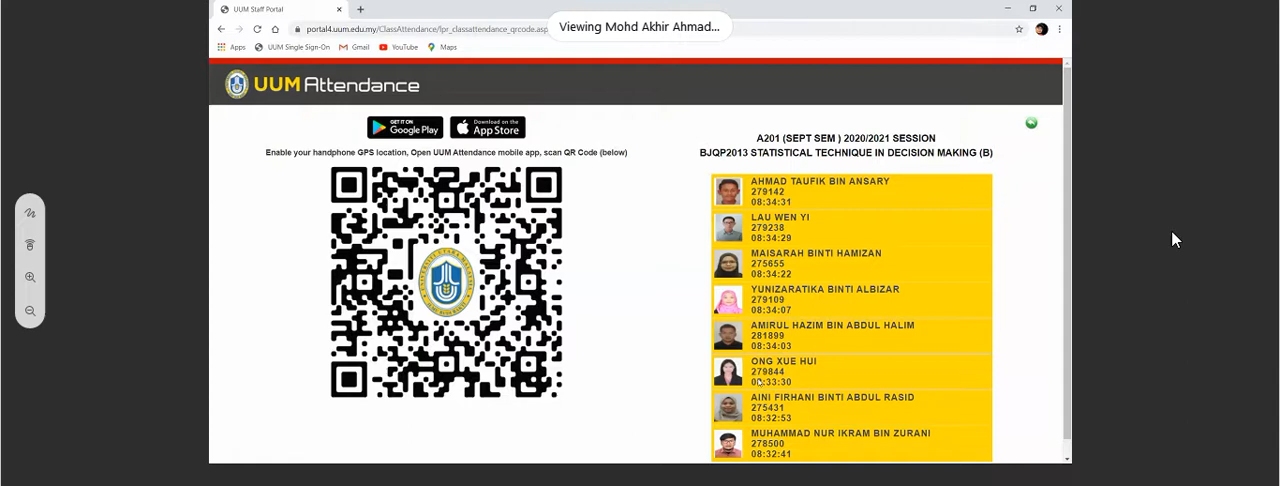 UUM Staff Portal
portal4.uum.edu.my/ClassAttendance/lpr_classattendance_qrcode.asp
Viewing Mohd Akhir Ahmad...
Apps
UUM Single Sign-On
Gmail
YouTube
Maps
UUM Attendance
GET IT ON
Google Play
Download on the
App Store
Enable your handphone GPS location, Open UUM Attendance mobile app, scan QR Code (below)
A201 (SEPT SEM ) 2020/2021 SESSION
BJQP2013 STATISTICAL TECHNIQUE IN DECISION MAKING (B)
AHMAD TAUFIK BIN ANSARY
279142
08:34:31
LAU WEN YI
279238
08:34:29
MAISARAH BINTI HAMIZAN
275655
08:34:22
YUNIZARATIKA BINTI ALBIZAR
279109
08:34:07
AMIRUL HAZIM BIN ABDUL HALIM
281899
08:34:03
ONG XUE HUI
279844
08:33:30
AINI FIRHANI BINTI ABDUL RASID
275431
08:32:53
MUHAMMAD NUR IKRAM BIN ZURANI
278500
08:32:41